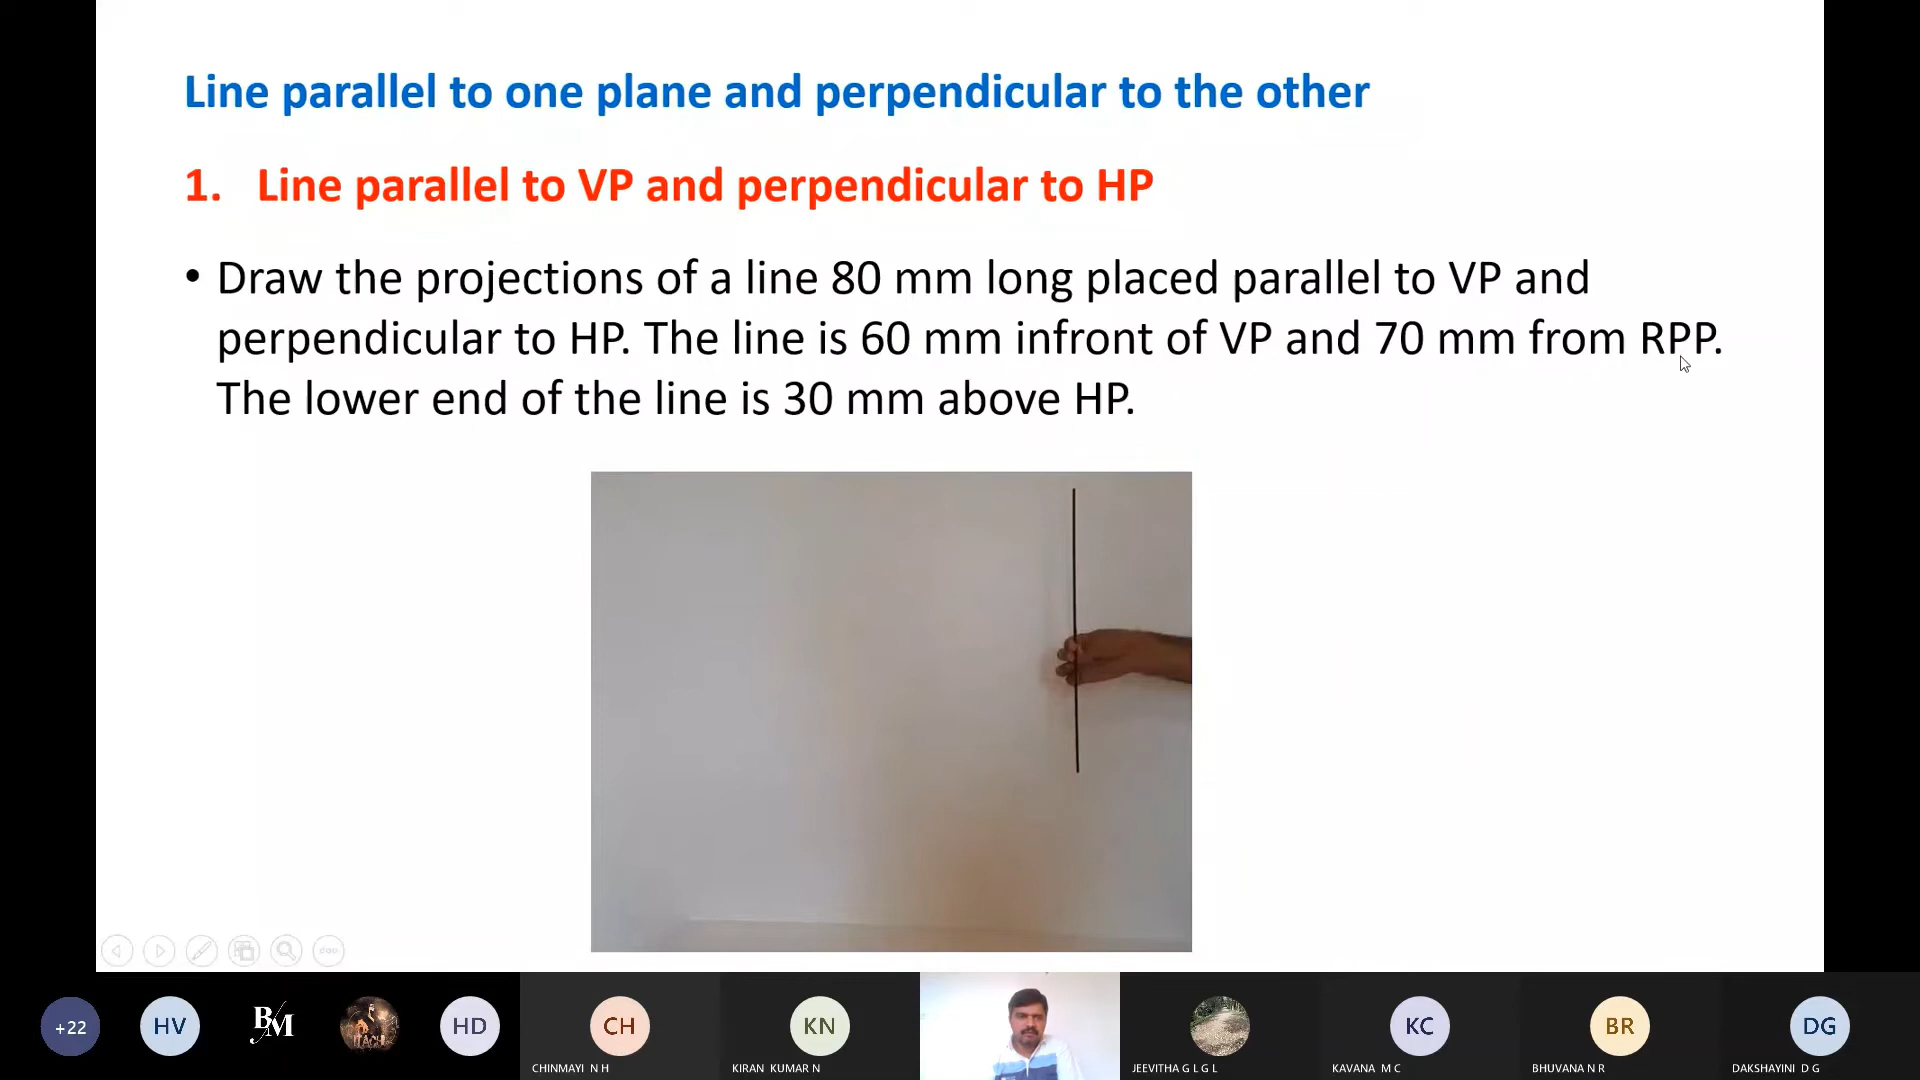 Line parallel to one plane and perpendicular to the other
1. Line parallel to VP and perpendicular to HP
• Draw the projections of a line 80 mm long placed parallel to VP and
perpendicular to HP. The line is 60 mm infront of VP and 70 mm from RPP.
The lower end of the line is 30 mm above HP.
+22
HV
BM
HD
CH
KN
KC
BR
DG
CHINMAYI N H
KIRAN KUMAR N
JEEVITHA G L G L
KAVANA M C
BHUVANA N R
DAKSHAYINI D G